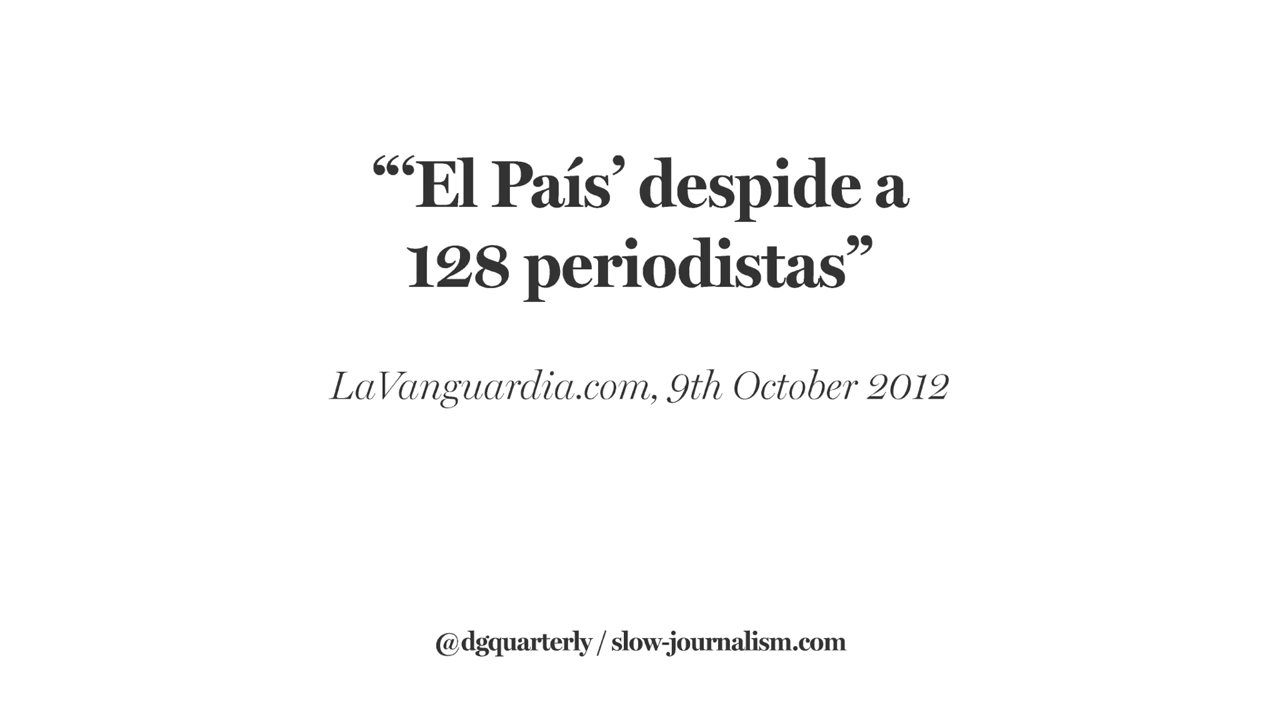 “‘El País’ despide a
128 periodistas”
LaVanguardia.com, 9th October 2012
@dgquarterly / slow-journalism.com